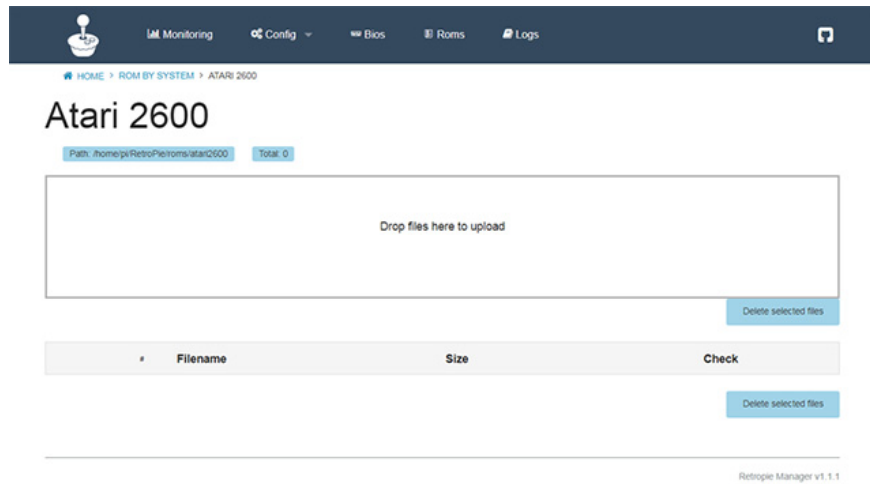 Monitoring Config Bios Roms Logs
HOME > ROM BY SYSTEM > ATARI 2600
Atari 2600
Path: /home/pi/RetroPie/roms/atari2600 Total: 0
Drop files here to upload
Delete selected files
# Filename Size Check
Delete selected files
Retropie Manager v1.1.1